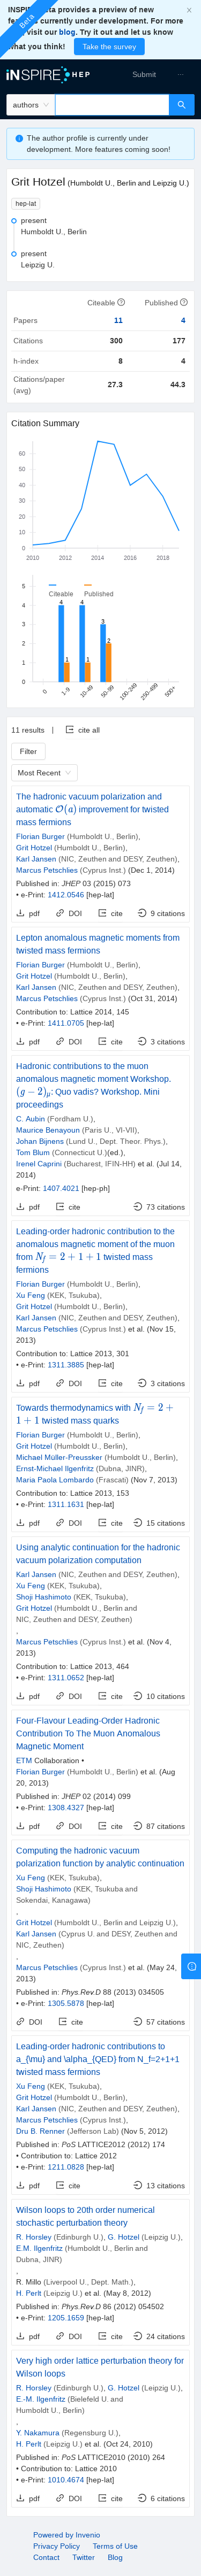 INSPIRE Beta provides a preview of new
features currently under development. For more
info, visit our blog. Try it out and let us know
what you think! Take the survey
Beta
iNSPIRE HEP
Submit ...
authors
The author profile is currently under
development. More features coming soon!
Grit Hotzel (Humboldt U., Berlin and Leipzig U.)
hep-lat
present
Humboldt U., Berlin
present
Leipzig U.
Citeable Published
Papers 11 4
Citations 300 177
h-index 8 4
Citations/paper 27.3 44.3
(avg)
Citation Summary
60
50
40
30
20
10
0
2010 2012 2014 2016 2018
5
4
3
2
1
0
Citeable Published
4 1 4 1 3 2
0 1-9 10-49 50-99 100-249 250-499 500+
11 results | cite all
Filter
Most Recent
The hadronic vacuum polarization and
automatic O(a) improvement for twisted
mass fermions
Florian Burger (Humboldt U., Berlin),
Grit Hotzel (Humboldt U., Berlin),
Karl Jansen (NIC, Zeuthen and DESY, Zeuthen),
Marcus Petschlies (Cyprus Inst.) (Dec 1, 2014)
Published in: JHEP 03 (2015) 073
• e-Print: 1412.0546 [hep-lat]
pdf DOI cite 9 citations
Lepton anomalous magnetic moments from
twisted mass fermions
Florian Burger (Humboldt U., Berlin),
Grit Hotzel (Humboldt U., Berlin),
Karl Jansen (NIC, Zeuthen and DESY, Zeuthen),
Marcus Petschlies (Cyprus Inst.) (Oct 31, 2014)
Contribution to: Lattice 2014, 145
• e-Print: 1411.0705 [hep-lat]
pdf DOI cite 3 citations
Hadronic contributions to the muon
anomalous magnetic moment Workshop.
(g − 2)μ: Quo vadis? Workshop. Mini
proceedings
C. Aubin (Fordham U.),
Maurice Benayoun (Paris U., VI-VII),
Johan Bijnens (Lund U., Dept. Theor. Phys.),
Tom Blum (Connecticut U.)(ed.),
Irenel Caprini (Bucharest, IFIN-HH) et al. (Jul 14,
2014)
e-Print: 1407.4021 [hep-ph]
pdf cite 73 citations
Leading-order hadronic contribution to the
anomalous magnetic moment of the muon
from Nf = 2 + 1 + 1 twisted mass
fermions
Florian Burger (Humboldt U., Berlin),
Xu Feng (KEK, Tsukuba),
Grit Hotzel (Humboldt U., Berlin),
Karl Jansen (NIC, Zeuthen and DESY, Zeuthen),
Marcus Petschlies (Cyprus Inst.) et al. (Nov 15,
2013)
Contribution to: Lattice 2013, 301
• e-Print: 1311.3885 [hep-lat]
pdf DOI cite 3 citations
Towards thermodynamics with Nf = 2 +
1 + 1 twisted mass quarks
Florian Burger (Humboldt U., Berlin),
Grit Hotzel (Humboldt U., Berlin),
Michael Müller-Preussker (Humboldt U., Berlin),
Ernst-Michael Ilgenfritz (Dubna, JINR),
Maria Paola Lombardo (Frascati) (Nov 7, 2013)
Contribution to: Lattice 2013, 153
• e-Print: 1311.1631 [hep-lat]
pdf DOI cite 15 citations
Using analytic continuation for the hadronic
vacuum polarization computation
Karl Jansen (NIC, Zeuthen and DESY, Zeuthen),
Xu Feng (KEK, Tsukuba),
Shoji Hashimoto (KEK, Tsukuba),
Grit Hotzel (Humboldt U., Berlin and
NIC, Zeuthen and DESY, Zeuthen)
,
Marcus Petschlies (Cyprus Inst.) et al. (Nov 4,
2013)
Contribution to: Lattice 2013, 464
• e-Print: 1311.0652 [hep-lat]
pdf DOI cite 10 citations
Four-Flavour Leading-Order Hadronic
Contribution To The Muon Anomalous
Magnetic Moment
ETM Collaboration •
Florian Burger (Humboldt U., Berlin) et al. (Aug
20, 2013)
Published in: JHEP 02 (2014) 099
• e-Print: 1308.4327 [hep-lat]
pdf DOI cite 87 citations
Computing the hadronic vacuum
polarization function by analytic continuation
Xu Feng (KEK, Tsukuba),
Shoji Hashimoto (KEK, Tsukuba and
Sokendai, Kanagawa)
,
Grit Hotzel (Humboldt U., Berlin and Leipzig U.),
Karl Jansen (Cyprus U. and DESY, Zeuthen and
NIC, Zeuthen)
,
Marcus Petschlies (Cyprus Inst.) et al. (May 24,
2013)
Published in: Phys.Rev.D 88 (2013) 034505
• e-Print: 1305.5878 [hep-lat]
DOI cite 57 citations
Leading-order hadronic contributions to
a_{\mu} and \alpha_{QED} from N_f=2+1+1
twisted mass fermions
Xu Feng (KEK, Tsukuba),
Grit Hotzel (Humboldt U., Berlin),
Karl Jansen (NIC, Zeuthen and DESY, Zeuthen),
Marcus Petschlies (Cyprus Inst.),
Dru B. Renner (Jefferson Lab) (Nov 5, 2012)
Published in: PoS LATTICE2012 (2012) 174
• Contribution to: Lattice 2012
• e-Print: 1211.0828 [hep-lat]
pdf cite 13 citations
Wilson loops to 20th order numerical
stochastic perturbation theory
R. Horsley (Edinburgh U.), G. Hotzel (Leipzig U.),
E.M. Ilgenfritz (Humboldt U., Berlin and
Dubna, JINR)
,
R. Millo (Liverpool U., Dept. Math.),
H. Perlt (Leipzig U.) et al. (May 8, 2012)
Published in: Phys.Rev.D 86 (2012) 054502
• e-Print: 1205.1659 [hep-lat]
pdf DOI cite 24 citations
Very high order lattice perturbation theory for
Wilson loops
R. Horsley (Edinburgh U.), G. Hotzel (Leipzig U.),
E.-M. Ilgenfritz (Bielefeld U. and
Humboldt U., Berlin)
,
Y. Nakamura (Regensburg U.),
H. Perlt (Leipzig U.) et al. (Oct 24, 2010)
Published in: PoS LATTICE2010 (2010) 264
• Contribution to: Lattice 2010
• e-Print: 1010.4674 [hep-lat]
pdf DOI cite 6 citations
Powered by Invenio
Privacy Policy Terms of Use
Contact Twitter Blog